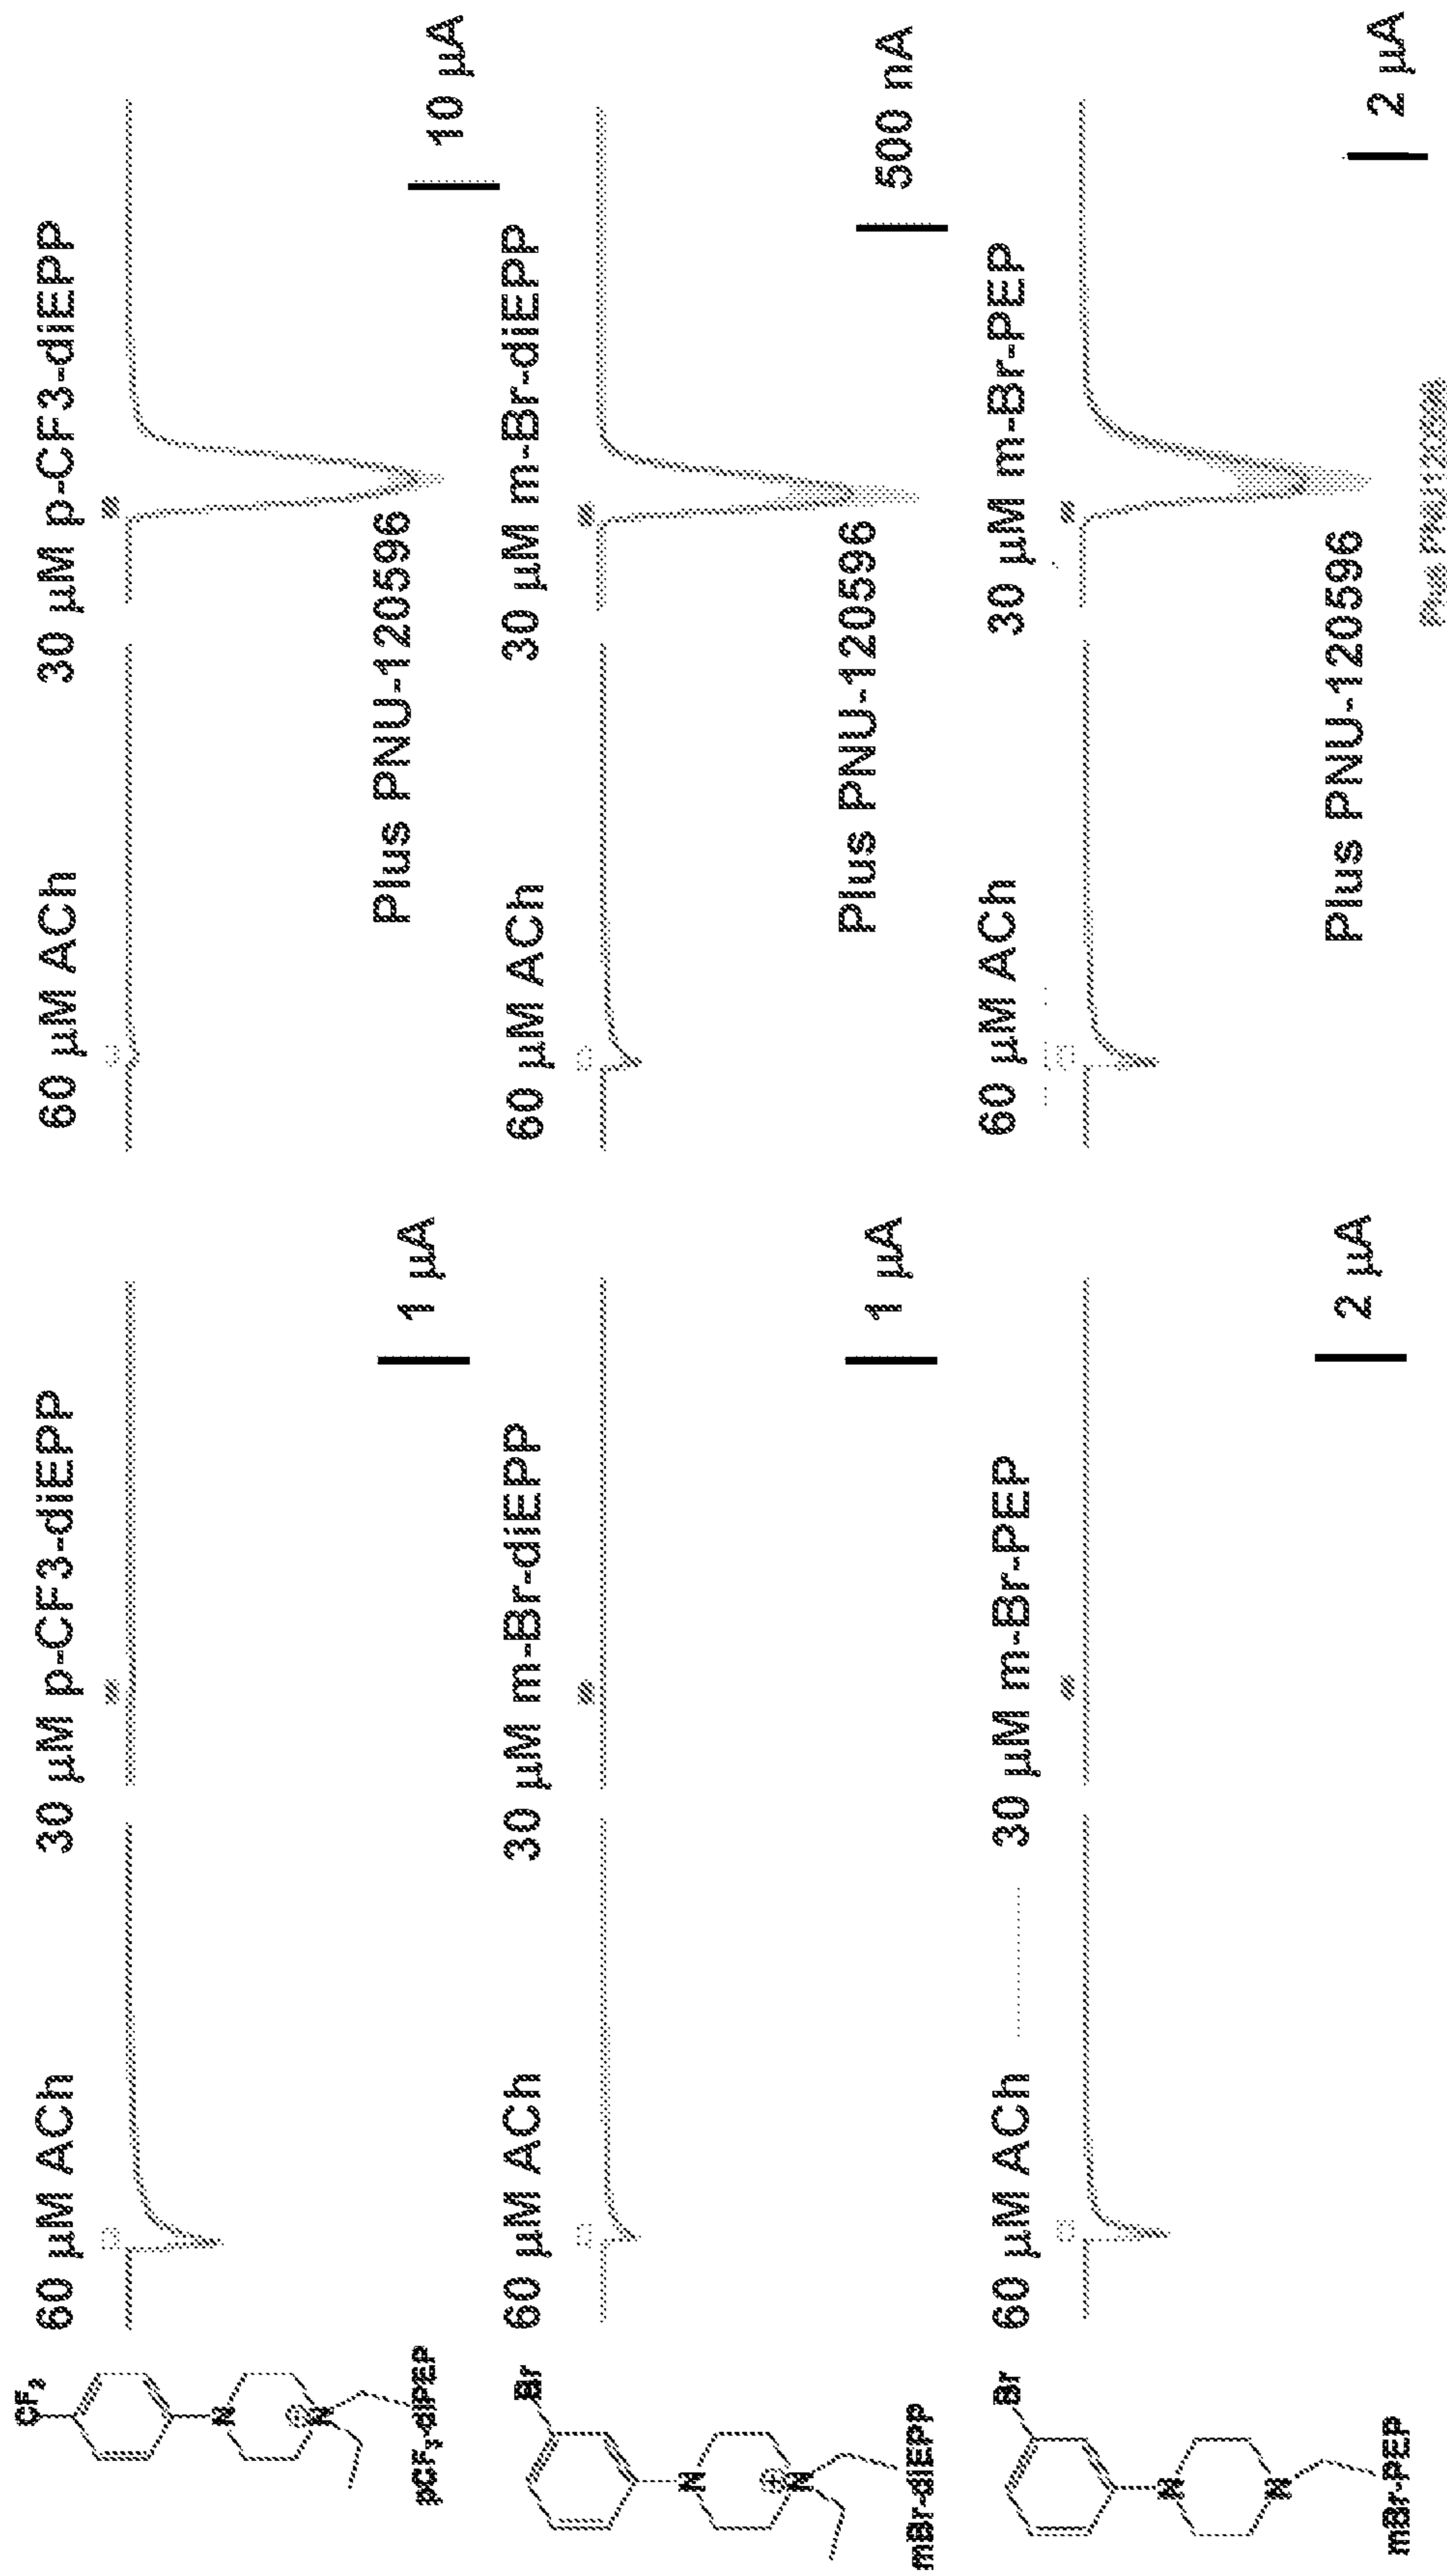 CF₃
60 µM ACh
30 µM p-CF3-diEPP
60 µM ACh
30 µM p-CF3-diEPP
N
⊕
N
Plus PNU-120596
1 µA
10 µA
pCF₃-diPEP
Br
60 µM ACh
30 µM m-Br-diEPP
60 µM ACh
30 µM m-Br-diEPP
N
⊕
N
Plus PNU-120596
1 µA
500 nA
mBr-diEPP
Br
60 µM ACh
30 µM m-Br-PEP
60 µM ACh
30 µM m-Br-PEP
N
N
Plus PNU-120596
2 µA
2 µA
mBr-PEP